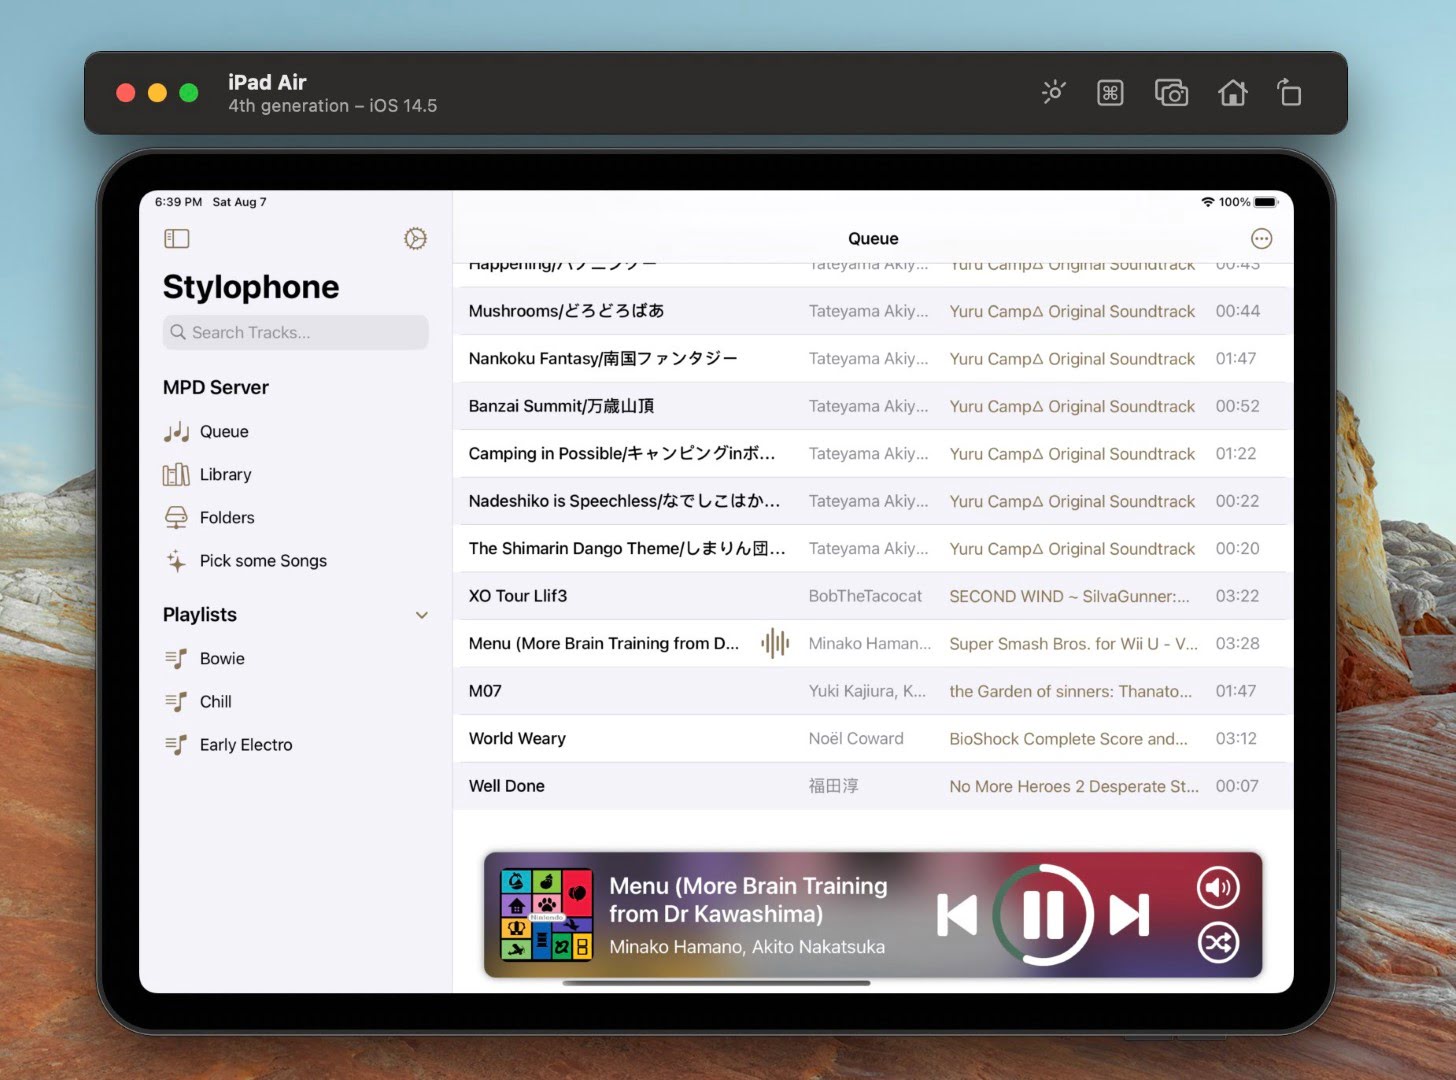 iPad Air
4th generation – iOS 14.5
6:39 PM Sat Aug 7
100%
Stylophone
Search Tracks...
MPD Server
Queue
Library
Folders
Pick some Songs
Playlists
Bowie
Chill
Early Electro
Queue
Happening/ハプニング Tateyama Akiy... Yuru Camp△ Original Soundtrack 00:43
Mushrooms/どろどろばあ Tateyama Akiy... Yuru Camp△ Original Soundtrack 00:44
Nankoku Fantasy/南国ファンタジー Tateyama Akiy... Yuru Camp△ Original Soundtrack 01:47
Banzai Summit/万歳山頂 Tateyama Akiy... Yuru Camp△ Original Soundtrack 00:52
Camping in Possible/キャンピングinポ... Tateyama Akiy... Yuru Camp△ Original Soundtrack 01:22
Nadeshiko is Speechless/なでしこはか... Tateyama Akiy... Yuru Camp△ Original Soundtrack 00:22
The Shimarin Dango Theme/しまりん団... Tateyama Akiy... Yuru Camp△ Original Soundtrack 00:20
XO Tour Llif3 BobTheTacocat SECOND WIND ~ SilvaGunner:... 03:22
Menu (More Brain Training from D... Minako Haman... Super Smash Bros. for Wii U - V... 03:28
M07 Yuki Kajiura, K... the Garden of sinners: Thanato... 01:47
World Weary Noël Coward BioShock Complete Score and... 03:12
Well Done 福田淳 No More Heroes 2 Desperate St... 00:07
Nintendo
Menu (More Brain Training
from Dr Kawashima)
Minako Hamano, Akito Nakatsuka